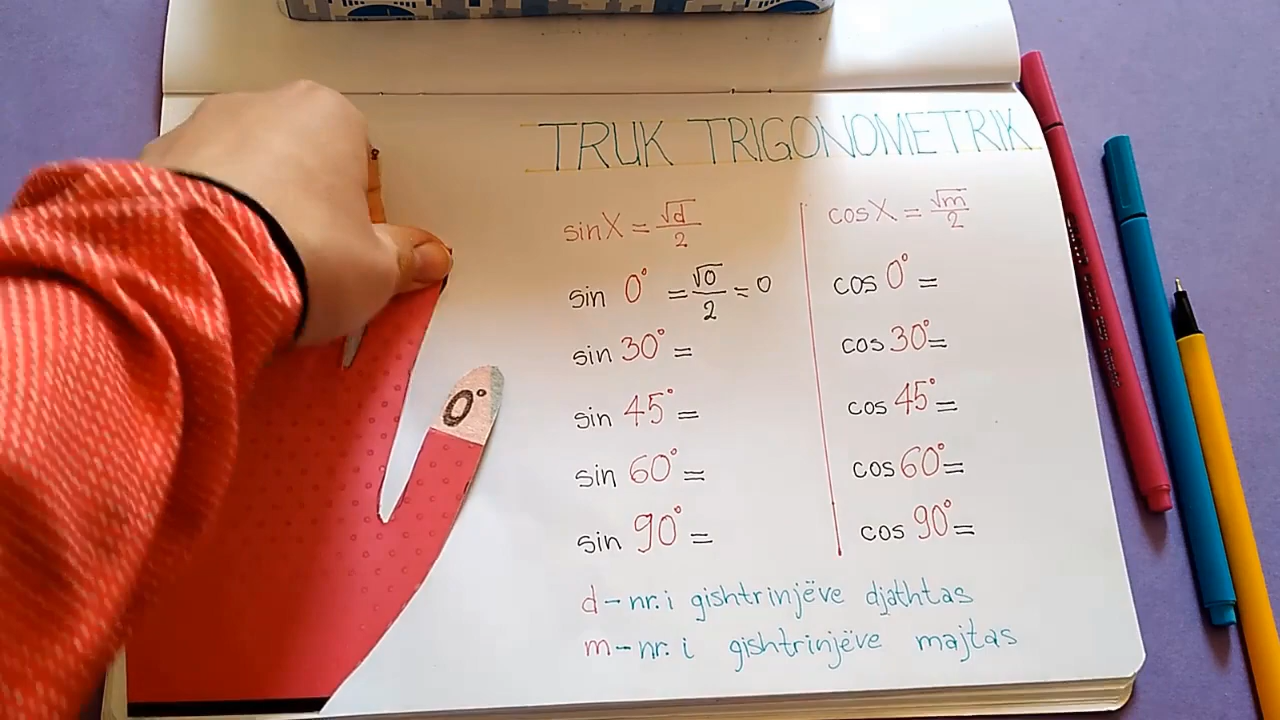 TRUK TRIGONOMETRIK
sinX = √d/2
sin 0° = √0/2 = 0
sin 30° =
sin 45° =
sin 60° =
sin 90° =
cosX = √m/2
cos 0° =
cos 30° =
cos 45° =
cos 60° =
cos 90° =
d – nr. i gishtrinjëve djathtas
m – nr. i gishtrinjëve majtas
0°